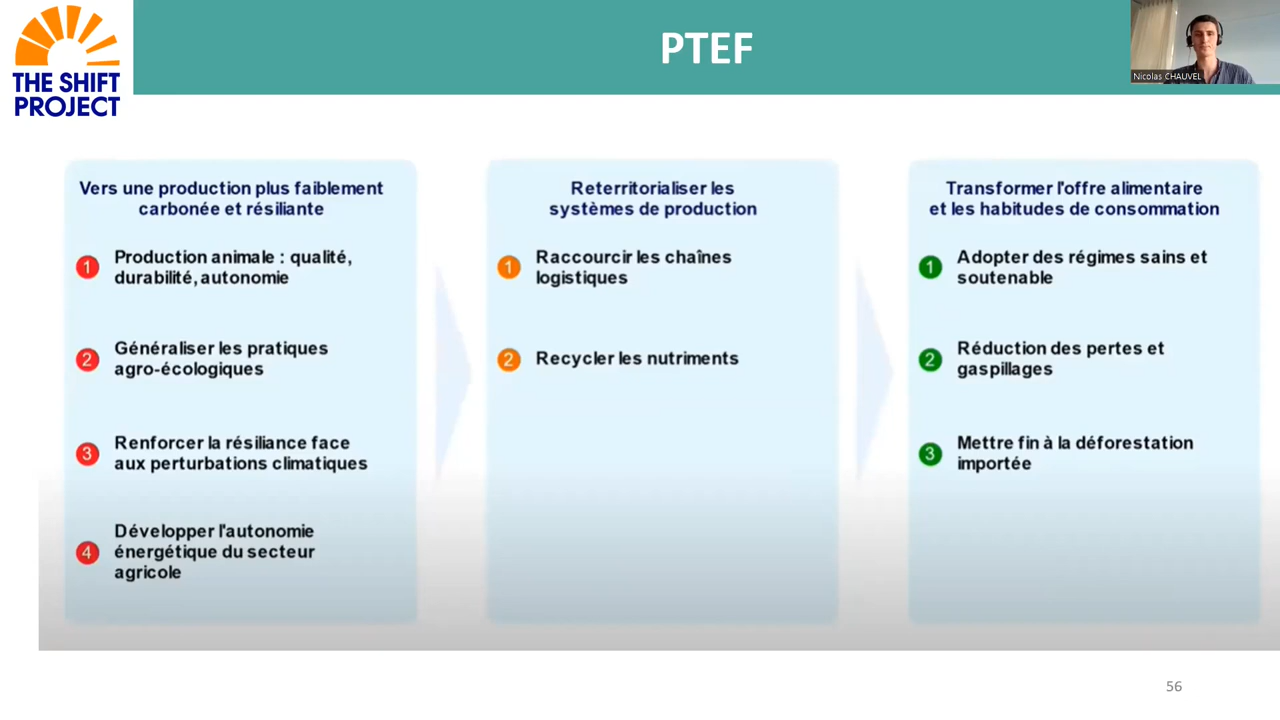 THE SHIFT
PROJECT
PTEF
Nicolas CHAUVEL
Vers une production plus faiblement
carbonée et résiliante
1 Production animale : qualité,
durabilité, autonomie
2 Généraliser les pratiques
agro-écologiques
3 Renforcer la résiliance face
aux perturbations climatiques
4 Développer l'autonomie
énergétique du secteur
agricole
Reterritorialiser les
systèmes de production
1 Raccourcir les chaînes
logistiques
2 Recycler les nutriments
Transformer l'offre alimentaire
et les habitudes de consommation
1 Adopter des régimes sains et
soutenable
2 Réduction des pertes et
gaspillages
3 Mettre fin à la déforestation
importée
56